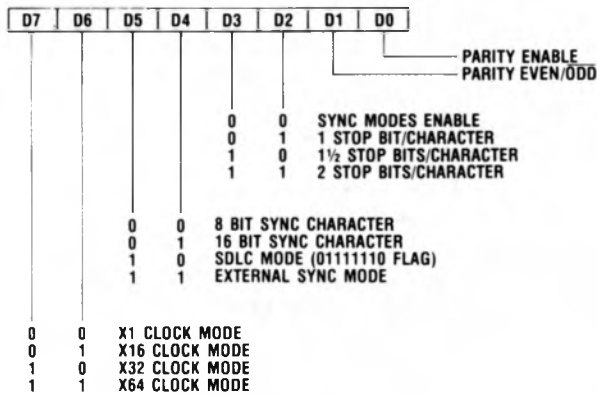 D7 D6 D5 D4 D3 D2 D1 D0
PARITY ENABLE
PARITY EVEN/ODD
0 0 SYNC MODES ENABLE
0 1 1 STOP BIT/CHARACTER
1 0 1½ STOP BITS/CHARACTER
1 1 2 STOP BITS/CHARACTER
0 0 8 BIT SYNC CHARACTER
0 1 16 BIT SYNC CHARACTER
1 0 SDLC MODE (01111110 FLAG)
1 1 EXTERNAL SYNC MODE
0 0 X1 CLOCK MODE
0 1 X16 CLOCK MODE
1 0 X32 CLOCK MODE
1 1 X64 CLOCK MODE